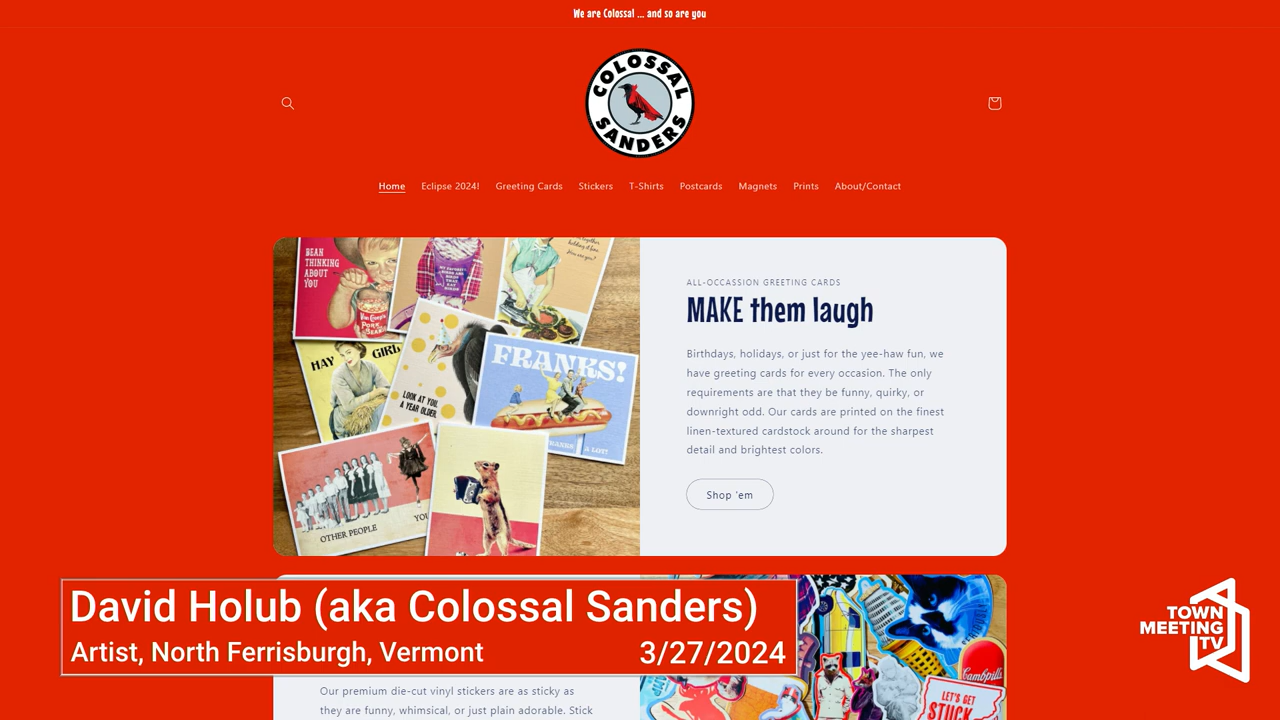 We are Colossal ... and so are you
COLOSSAL
SANDERS
Home Eclipse 2024! Greeting Cards Stickers T-Shirts Postcards Magnets Prints About/Contact
BEAN
THINKING
ABOUT
YOU
HAY GIRL
LOOK AT YOU,
A YEAR OLDER
FRANKS!
A LOT!
OTHER PEOPLE YOU
ALL-OCCASSION GREETING CARDS
MAKE them laugh
Birthdays, holidays, or just for the yee-haw fun, we
have greeting cards for every occasion. The only
requirements are that they be funny, quirky, or
downright odd. Our cards are printed on the finest
linen-textured cardstock around for the sharpest
detail and brightest colors.
Shop 'em
David Holub (aka Colossal Sanders)
Artist, North Ferrisburgh, Vermont 3/27/2024
TOWN
MEETING
TV
Campbpills
LET'S GET
STUCK
Our premium die-cut vinyl stickers are as sticky as
they are funny, whimsical, or just plain adorable. Stick